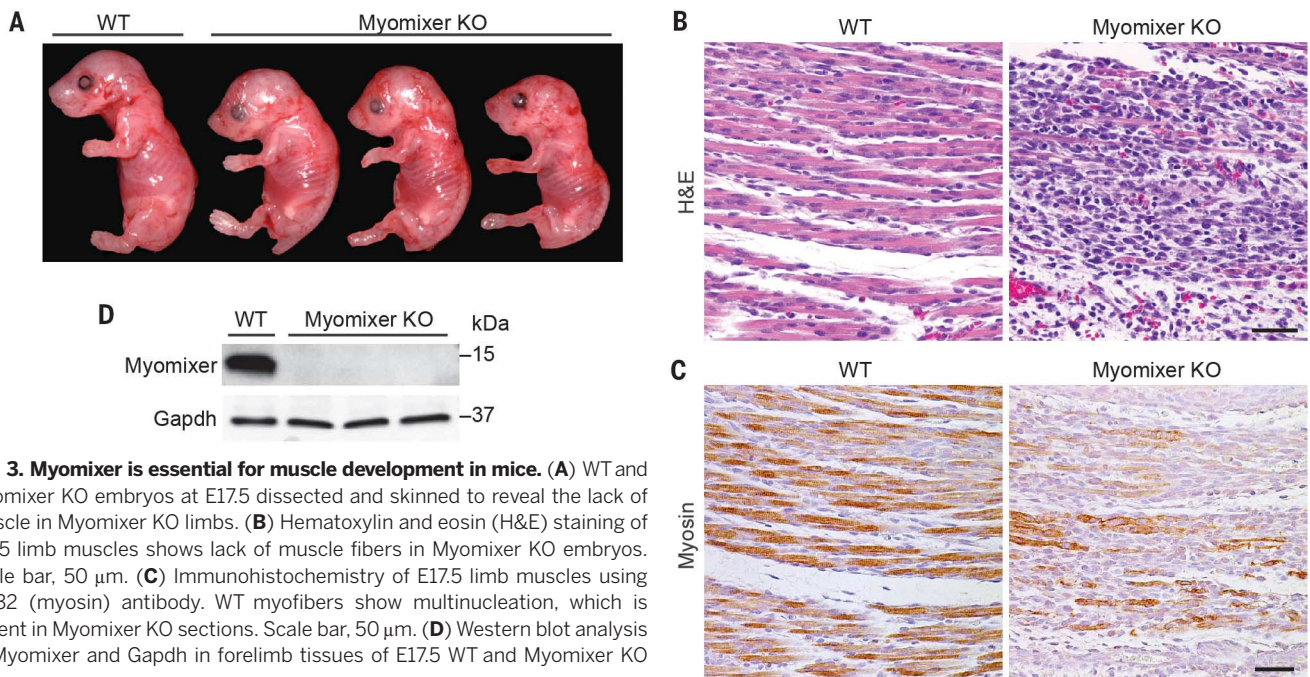 A
WT
Myomixer KO
B
WT
Myomixer KO
H&E
D
WT
Myomixer KO
kDa
Myomixer
–15
Gapdh
–37
C
WT
Myomixer KO
Myosin
3. Myomixer is essential for muscle development in mice. (A) WT and
omixer KO embryos at E17.5 dissected and skinned to reveal the lack of
scle in Myomixer KO limbs. (B) Hematoxylin and eosin (H&E) staining of
5 limb muscles shows lack of muscle fibers in Myomixer KO embryos.
le bar, 50 μm. (C) Immunohistochemistry of E17.5 limb muscles using
32 (myosin) antibody. WT myofibers show multinucleation, which is
ent in Myomixer KO sections. Scale bar, 50 μm. (D) Western blot analysis
Myomixer and Gapdh in forelimb tissues of E17.5 WT and Myomixer KO